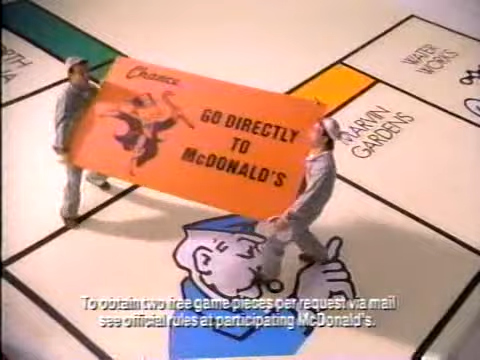 WATER
WORKS
MARVIN
GARDENS
Chance
GO DIRECTLY
TO
McDONALD'S
To obtain two free game pieces per request via mail
see official rules at participating McDonald's.